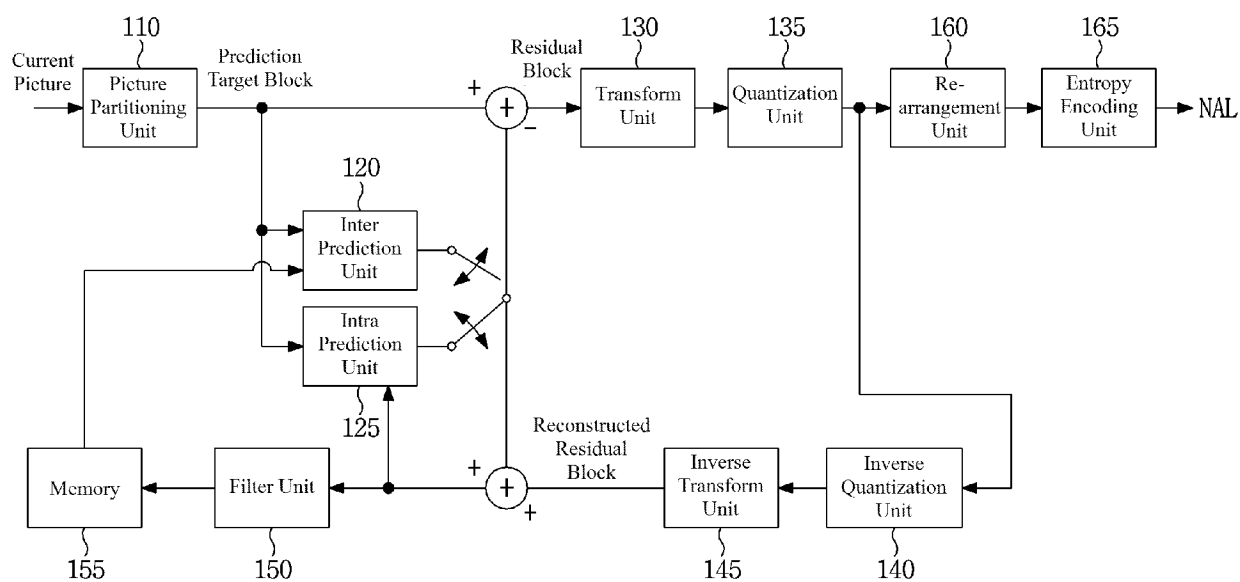 110
130
135
160
165
Current
Picture
Picture
Partitioning
Unit
Prediction
Target Block
+
+
−
Residual
Block
Transform
Unit
Quantization
Unit
Re-
arrangement
Unit
Entropy
Encoding
Unit
NAL
120
Inter
Prediction
Unit
Intra
Prediction
Unit
125
Memory
155
Filter Unit
150
+
+
+
Reconstructed
Residual
Block
Inverse
Transform
Unit
145
Inverse
Quantization
Unit
140